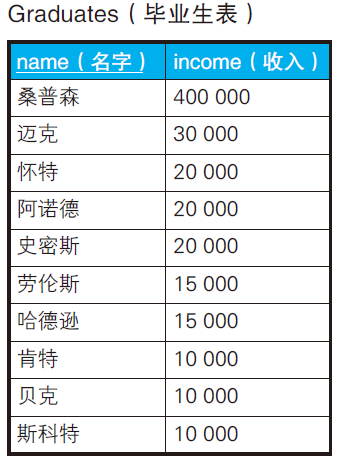 Graduates（毕业生表）
name（名字） income（收入）
桑普森 400 000
迈克 30 000
怀特 20 000
阿诺德 20 000
史密斯 20 000
劳伦斯 15 000
哈德逊 15 000
肯特 10 000
贝克 10 000
斯科特 10 000